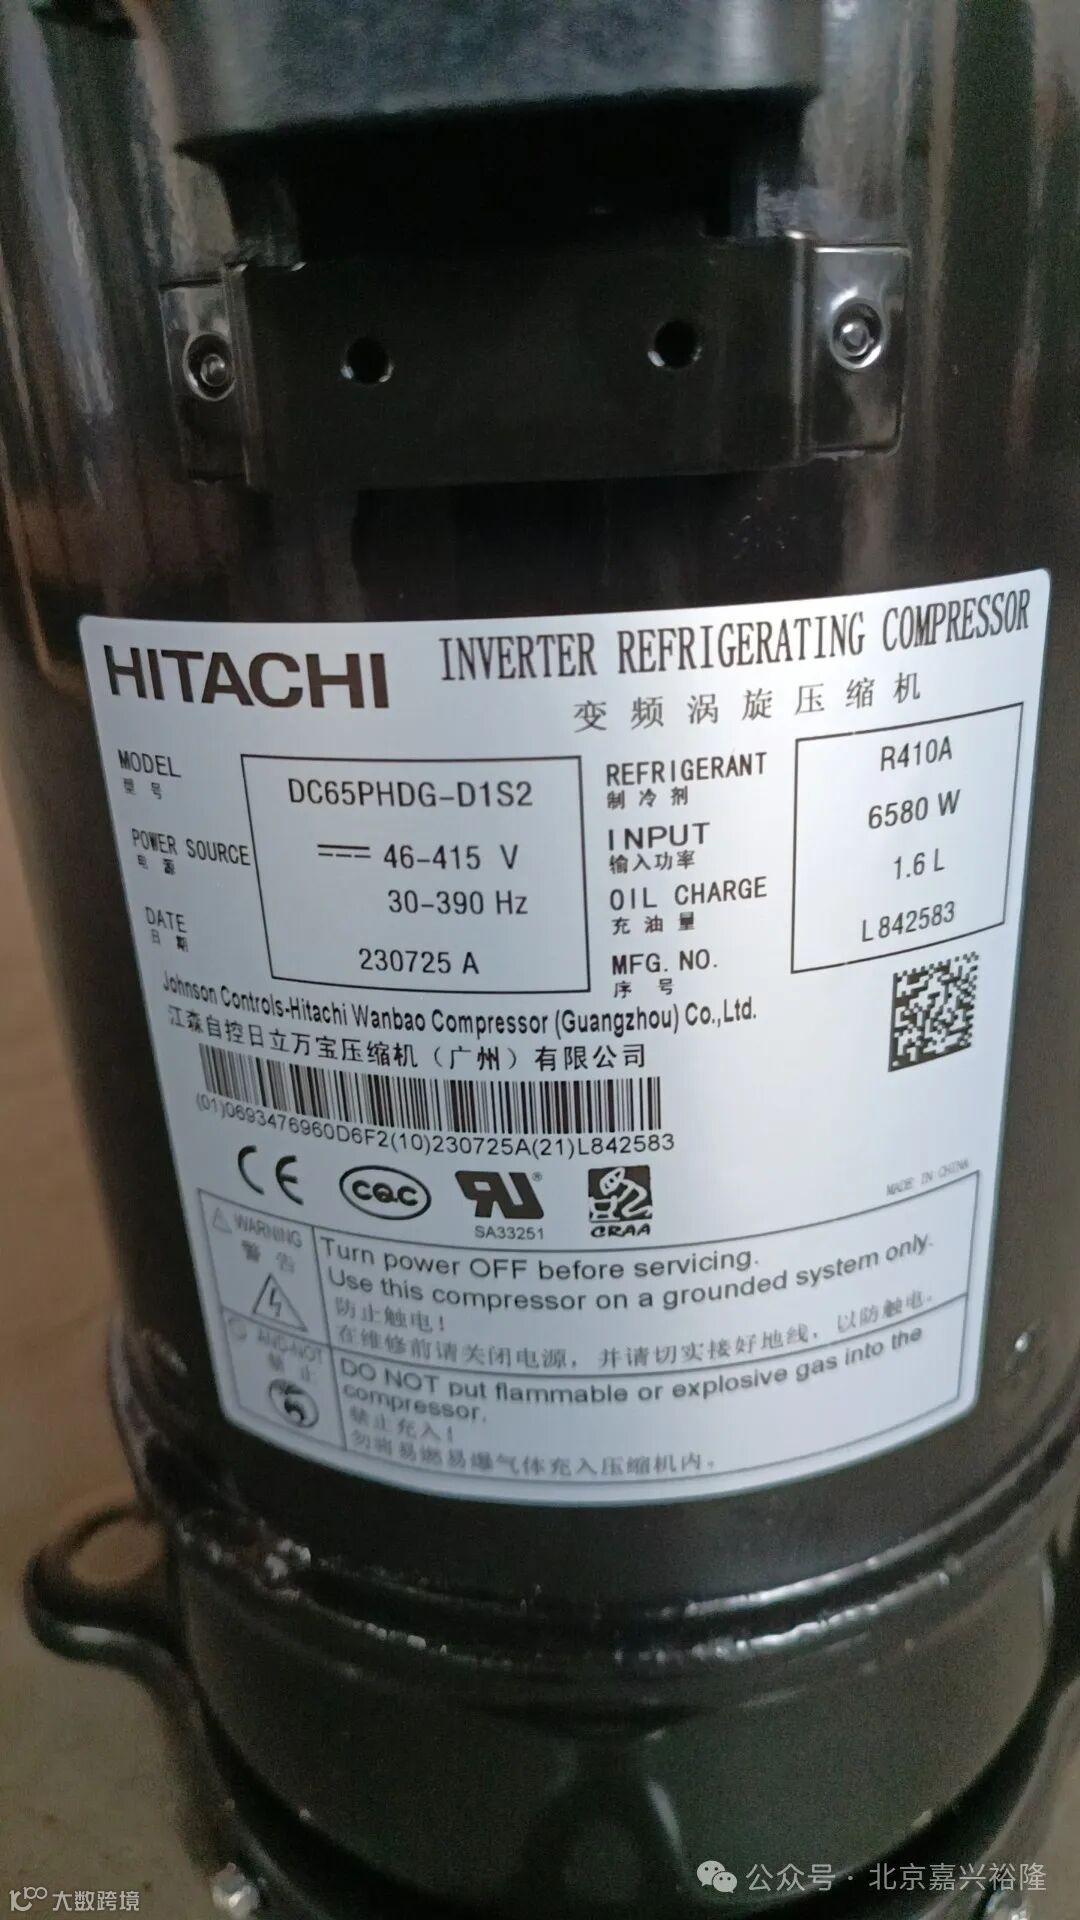 HITACHI INVERTER REFRIGERATING COMPRESSOR
变频涡旋压缩机
MODEL
型号
DC65PHDG-D1S2
POWER SOURCE
电源
46-415 V
30-390 Hz
DATE
日期
230725 A
REFRIGERANT
制冷剂
R410A
INPUT
输入功率
6580 W
OIL CHARGE
充油量
1.6 L
MFG. NO.
序号
L842583
Johnson Controls-Hitachi Wanbao Compressor (Guangzhou) Co.,Ltd.
江森自控日立万宝压缩机（广州）有限公司
(01)0693476960D6F2(10)230725A(21)L842583
CE
CQC
RU®
SA33251
CRAA
MADE IN CHINA
WARNING
警告
Turn power OFF before servicing.
Use this compressor on a grounded system only.
防止触电！
在维修前请关闭电源，并请切实接好地线，以防触电。
禁止
DO NOT put flammable or explosive gas into the
compressor.
禁止充入！
勿将易燃易爆气体充入压缩机内。
公众号·北京嘉兴裕隆
大数跨境